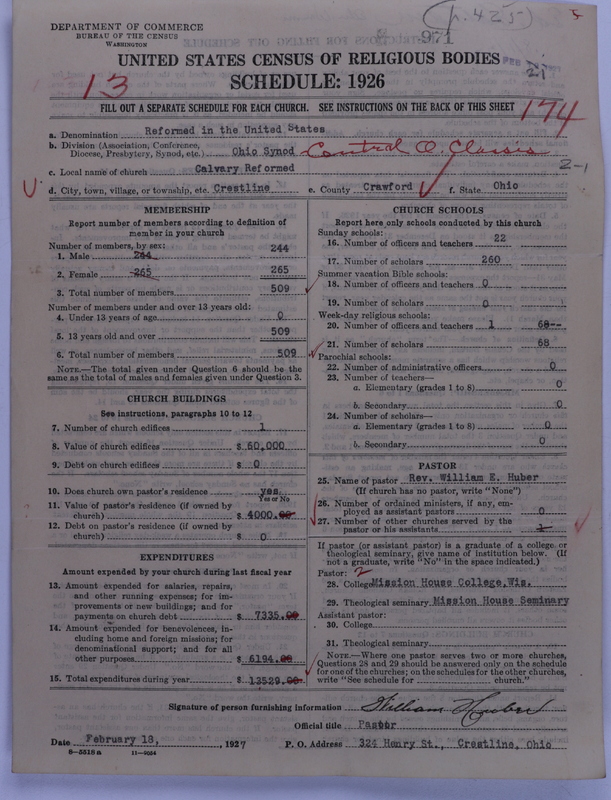 (p. 425)
DEPARTMENT OF COMMERCE
BUREAU OF THE CENSUS
WASHINGTON
971
UNITED STATES CENSUS OF RELIGIOUS BODIES
FEB 21
13
SCHEDULE: 1926
FILL OUT A SEPARATE SCHEDULE FOR EACH CHURCH. SEE INSTRUCTIONS ON THE BACK OF THIS SHEET
174
a. Denomination Reformed in the United States
b. Division (Association, Conference,
Diocese, Presbytery, Synod, etc.) Ohio Synod Central O. Classis
c. Local name of church Calvary Reformed
2-1
d. City, town, village, or township, etc. Crestline e. County Crawford f. State Ohio
MEMBERSHIP
Report number of members according to definition of
member in your church
Number of members, by sex:
1. Male 244 244
2. Female 265 265
3. Total number of members 509
Number of members under and over 13 years old:
4. Under 13 years of age 0
5. 13 years old and over 509
6. Total number of members 509
NOTE.—The total given under Question 6 should be
same as the total of males and females given under Question 3.
CHURCH BUILDINGS
See instructions, paragraphs 10 to 12
7. Number of church edifices 1
8. Value of church edifices $ 60,000
9. Debt on church edifices $ 0
10. Does church own pastor's residence yes
Yes or No
11. Value of pastor's residence (if owned by
church) $ 4000.00
12. Debt on pastor's residence (if owned by
church) $ 0
EXPENDITURES
Amount expended by your church during last fiscal year
13. Amount expended for salaries, repairs,
and other running expenses; for im-
provements or new buildings; and for
payments on church debt $ 7335.00
14. Amount expended for benevolences, in-
cluding home and foreign missions; for
denominational support; and for all
other purposes $ 6194.00
15. Total expenditures during year $ 13529.00
CHURCH SCHOOLS
Report here only schools conducted by this church
Sunday schools:
16. Number of officers and teachers 22
17. Number of scholars 260
Summer vacation Bible schools:
18. Number of officers and teachers 0
19. Number of scholars 0
Week-day religious schools:
20. Number of officers and teachers 1 68
21. Number of scholars 68
Parochial schools:
22. Number of administrative officers 0
23. Number of teachers—
a. Elementary (grades 1 to 8) 0
b. Secondary 0
24. Number of scholars—
a. Elementary (grades 1 to 8) 0
b. Secondary 0
PASTOR
25. Name of pastor Rev. William E. Huber
(If church has no pastor, write "None")
26. Number of ordained ministers, if any, em-
ployed as assistant pastors 0
27. Number of other churches served by the
pastor or his assistants 1
If pastor (or assistant pastor) is a graduate of a college or
theological seminary, give name of institution below. (If
not a graduate, write "No" in the space indicated.)
Pastor: 2
28. College Mission House College, Wis.
29. Theological seminary Mission House Seminary
Assistant pastor:
30. College
31. Theological seminary
NOTE.—Where one pastor serves two or more churches,
Questions 28 and 29 should be answered only on the schedule
for one of the churches; on the schedules for the other churches,
write "See schedule for church."
Signature of person furnishing information William Huber
Official title Pastor
Date February 18, , 1927 P. O. Address 324 Henry St., Crestline, Ohio
8—5518 a 11—9054